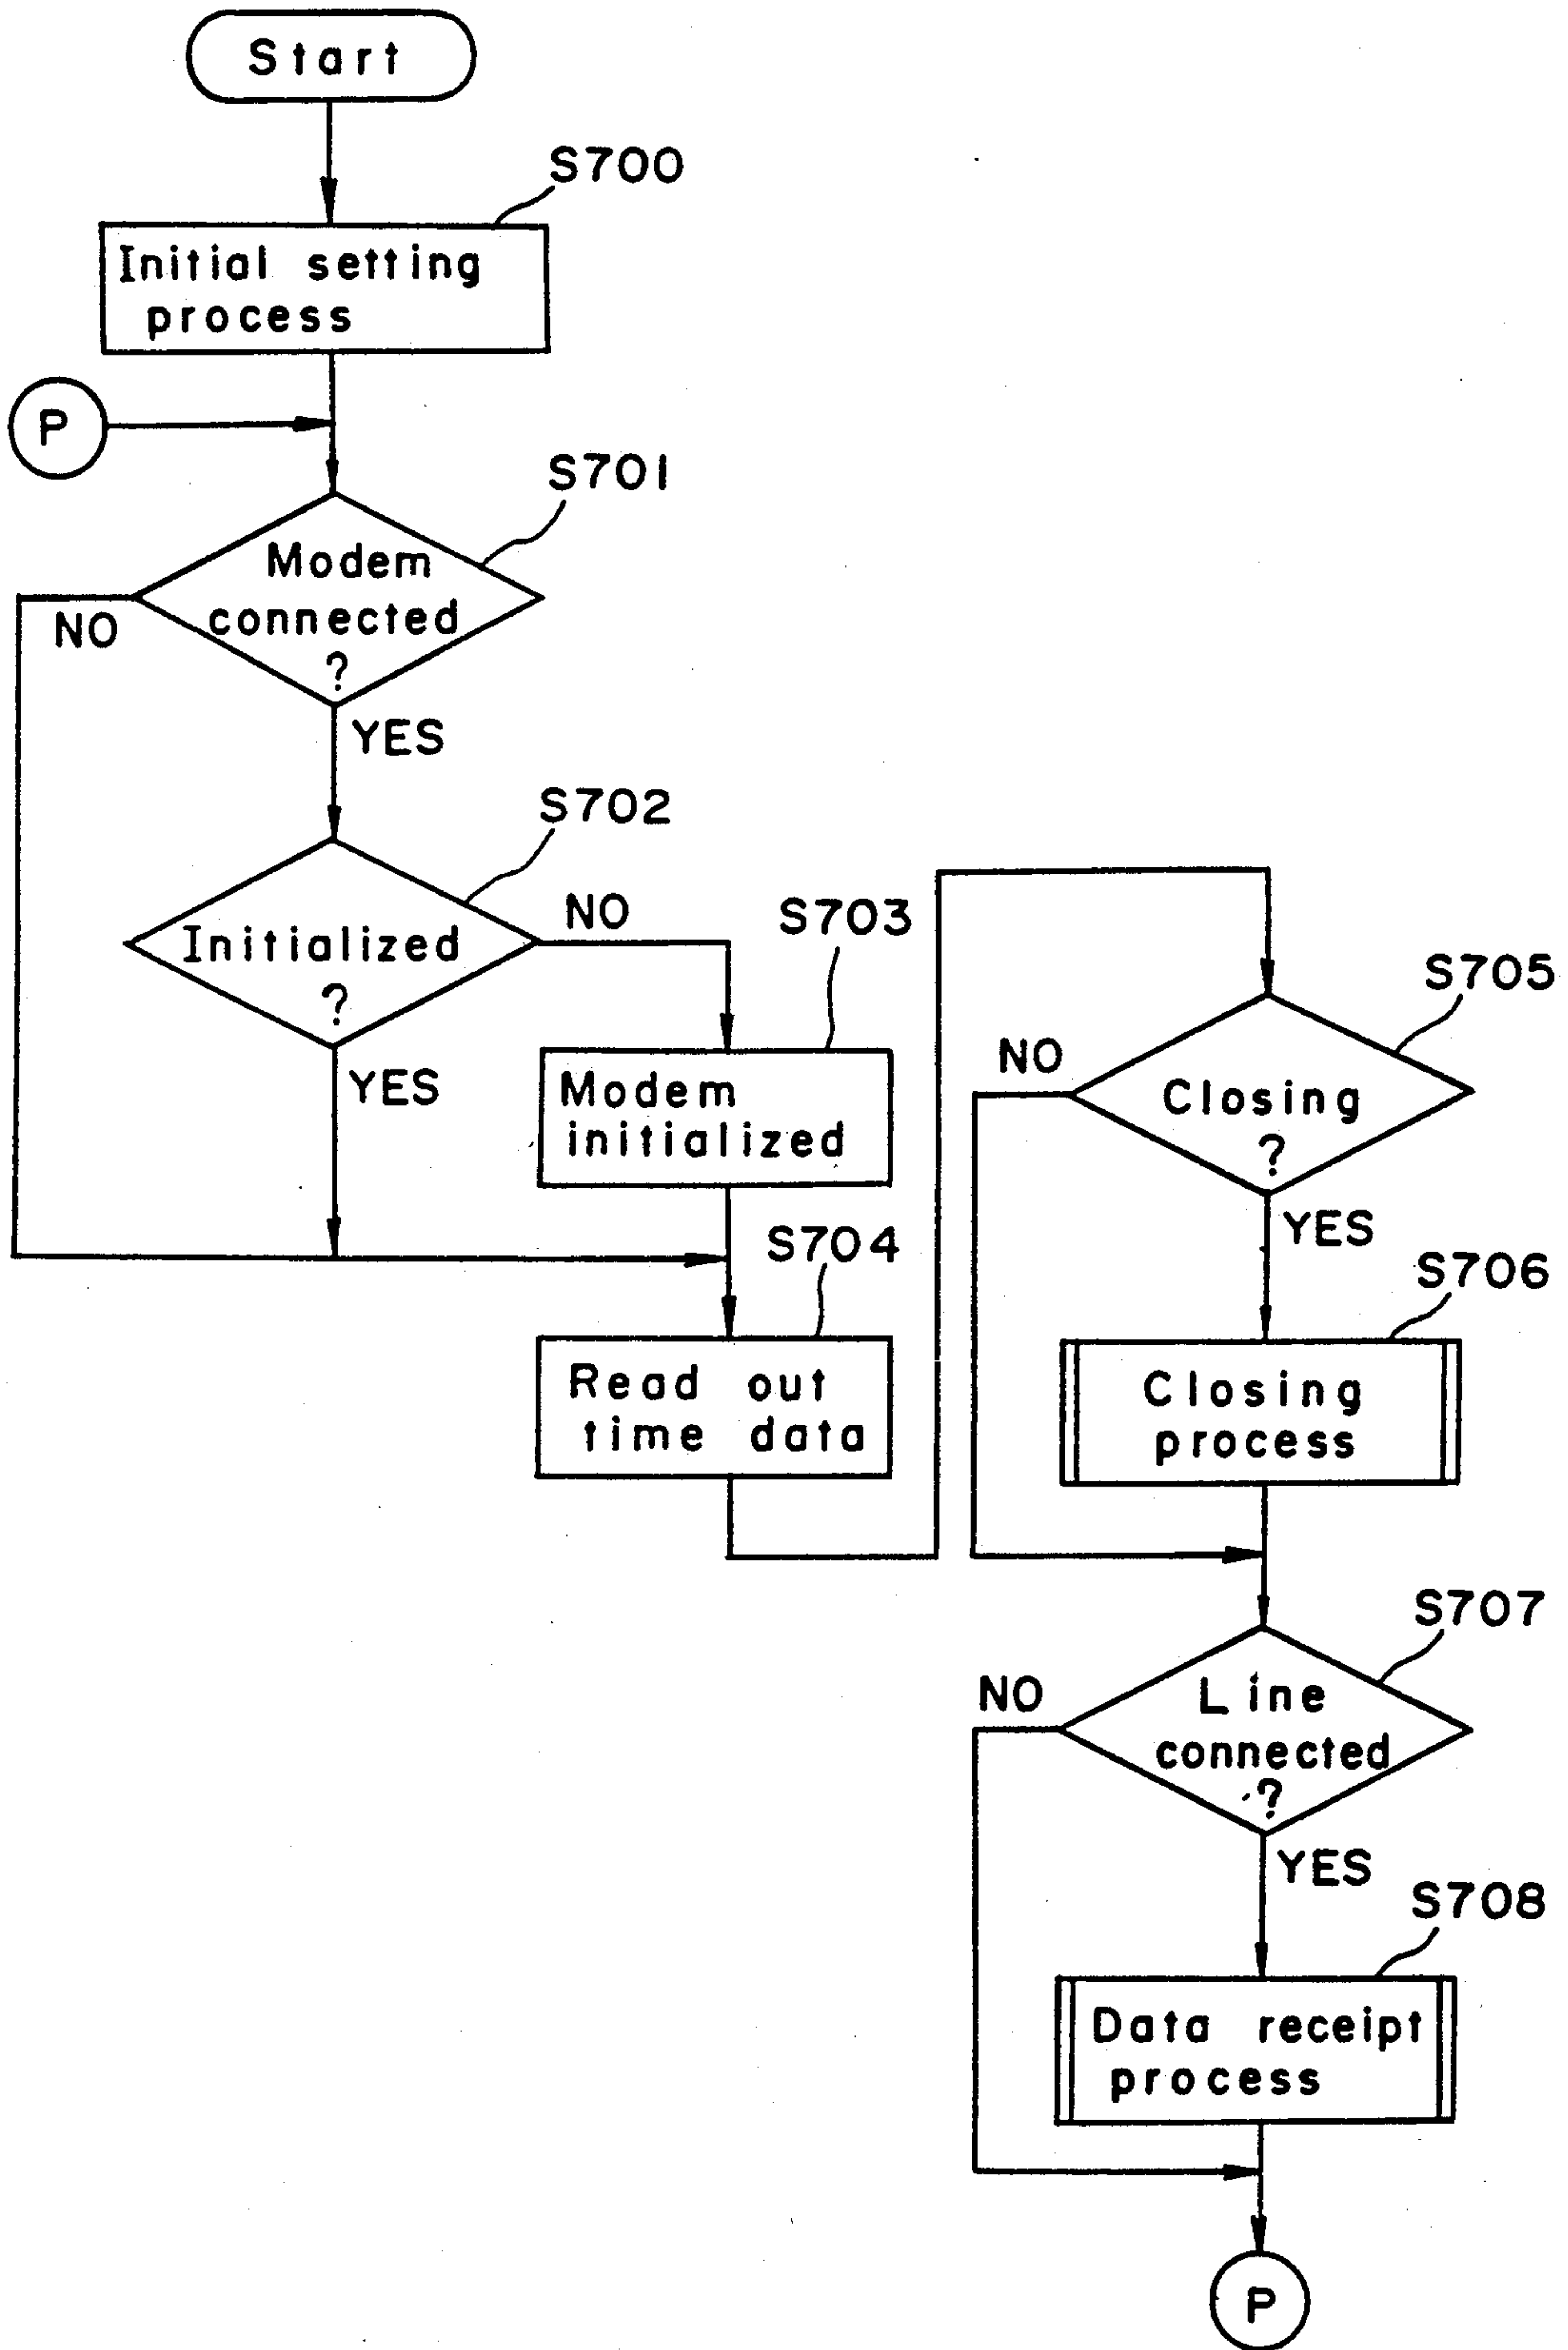 Start
S700
Initial setting
process
P
S701
Modem
connected
?
NO
YES
S702
Initialized
?
NO
YES
S703
Modem
initialized
S704
Read out
time data
S705
Closing
?
NO
YES
S706
Closing
process
S707
Line
connected
?
NO
YES
S708
Data receipt
process
P